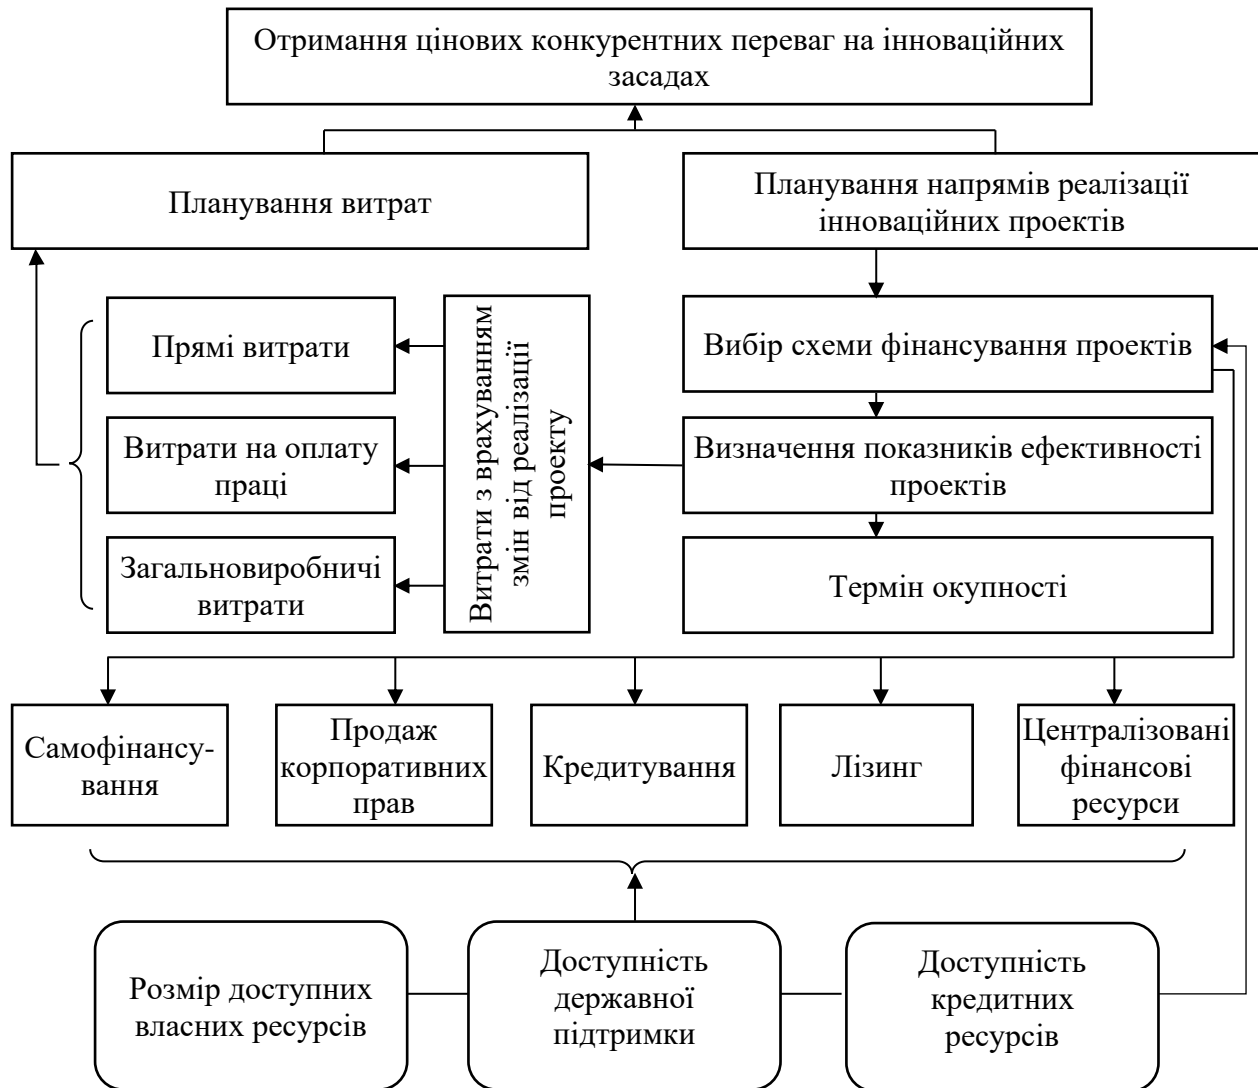 Отримання цінових конкурентних переваг на інноваційних
засадах
Планування витрат
Планування напрямів реалізації
інноваційних проектів
Прямі витрати
Витрати на оплату
праці
Загальновиробничі
витрати
Витрати з врахуванням
змін від реалізації
проекту
Вибір схеми фінансування проектів
Визначення показників ефективності
проектів
Термін окупності
Самофінансу-
вання
Продаж
корпоративних
прав
Кредитування
Лізинг
Централізовані
фінансові
ресурси
Розмір доступних
власних ресурсів
Доступність
державної
підтримки
Доступність
кредитних
ресурсів